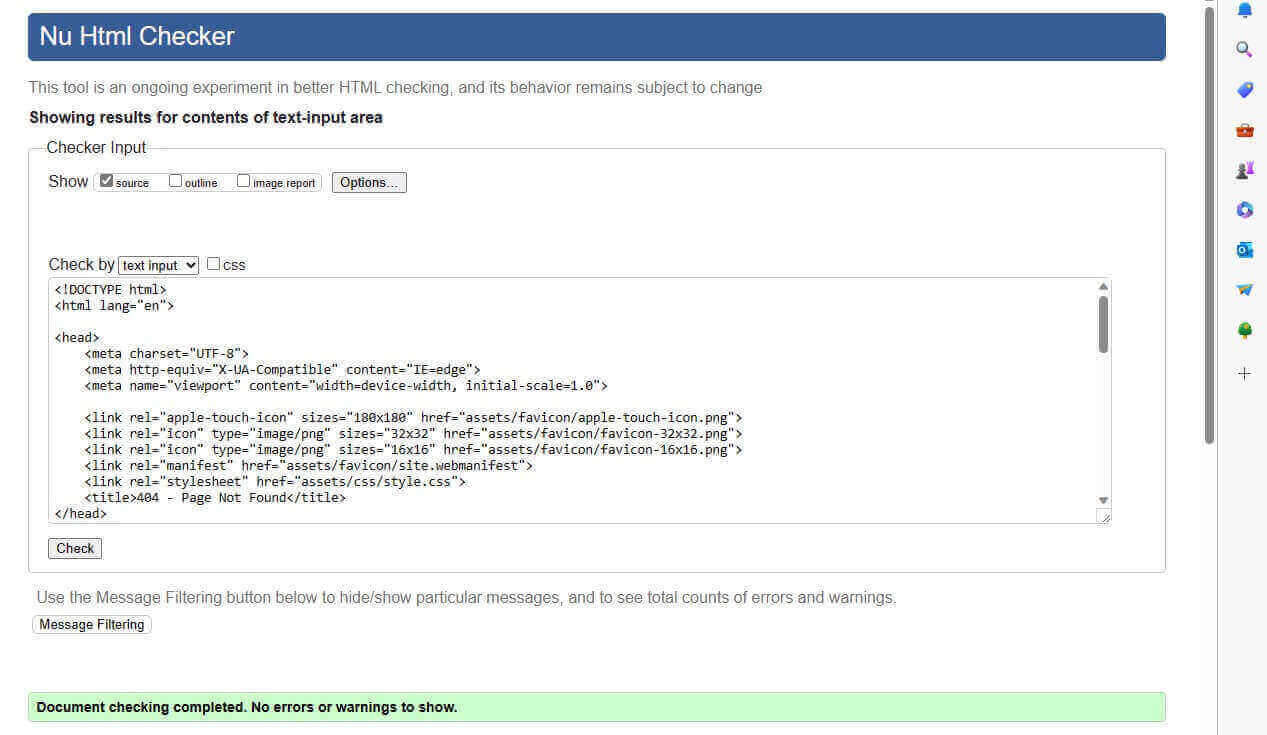 Nu Html Checker
This tool is an ongoing experiment in better HTML checking, and its behavior remains subject to change
Showing results for contents of text-input area
Checker Input
Show source outline image report Options...
Check by text input css
<!DOCTYPE html>
<html lang="en">
<head>
    <meta charset="UTF-8">
    <meta http-equiv="X-UA-Compatible" content="IE=edge">
    <meta name="viewport" content="width=device-width, initial-scale=1.0">
    <link rel="apple-touch-icon" sizes="180x180" href="assets/favicon/apple-touch-icon.png">
    <link rel="icon" type="image/png" sizes="32x32" href="assets/favicon/favicon-32x32.png">
    <link rel="icon" type="image/png" sizes="16x16" href="assets/favicon/favicon-16x16.png">
    <link rel="manifest" href="assets/favicon/site.webmanifest">
    <link rel="stylesheet" href="assets/css/style.css">
    <title>404 - Page Not Found</title>
</head>
Check
Use the Message Filtering button below to hide/show particular messages, and to see total counts of errors and warnings.
Message Filtering
Document checking completed. No errors or warnings to show.